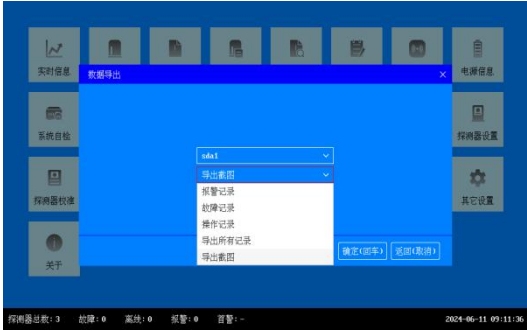 实时信息
电源信息
数据导出
×
系统自检
探测器设置
sda1
导出截图
报警记录
故障记录
操作记录
导出所有记录
导出截图
探测器校准
其它设置
确定(回车)
返回(取消)
关于
探测器总数: 3 故障: 0 离线: 0 报警: 0 首警: - 2024-06-11 09:11:36